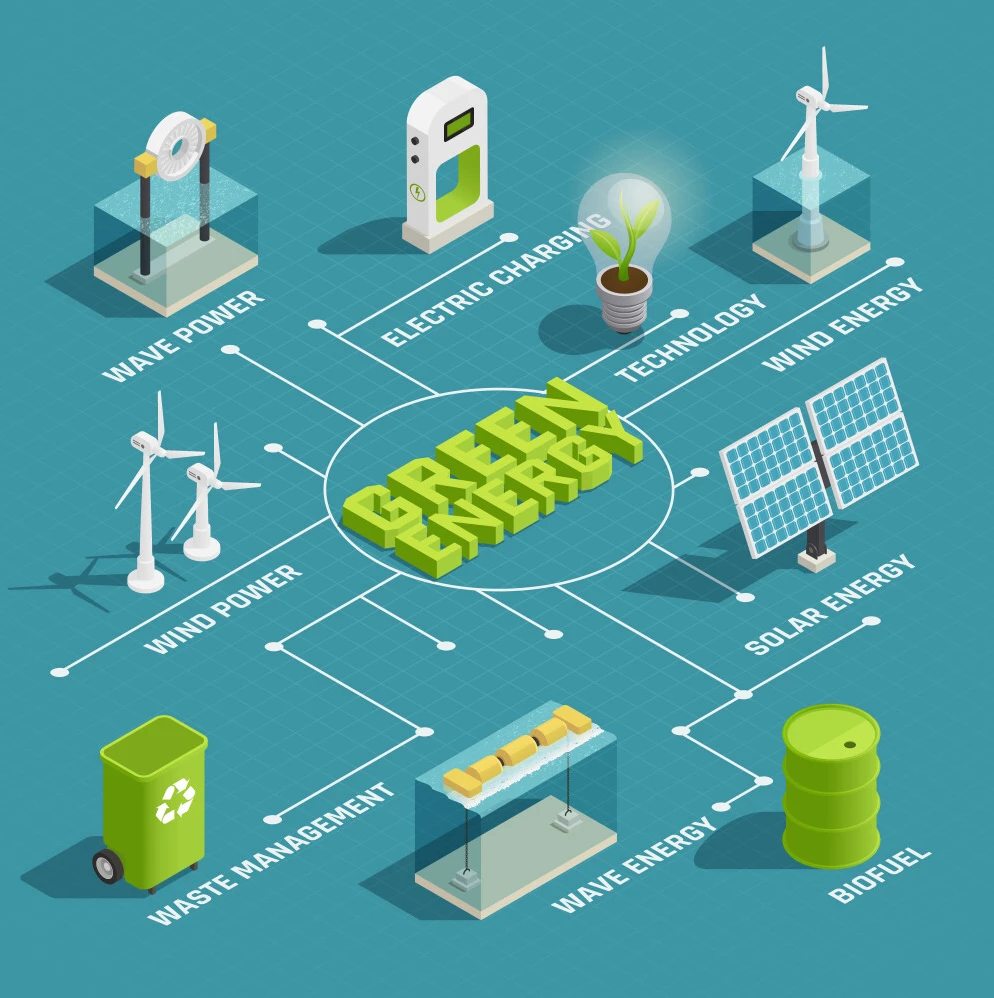 WAVE POWER
ELECTRIC CHARGING
TECHNOLOGY
WIND ENERGY
GREEN
ENERGY
WIND POWER
SOLAR ENERGY
WASTE MANAGEMENT
WAVE ENERGY
BIOFUEL